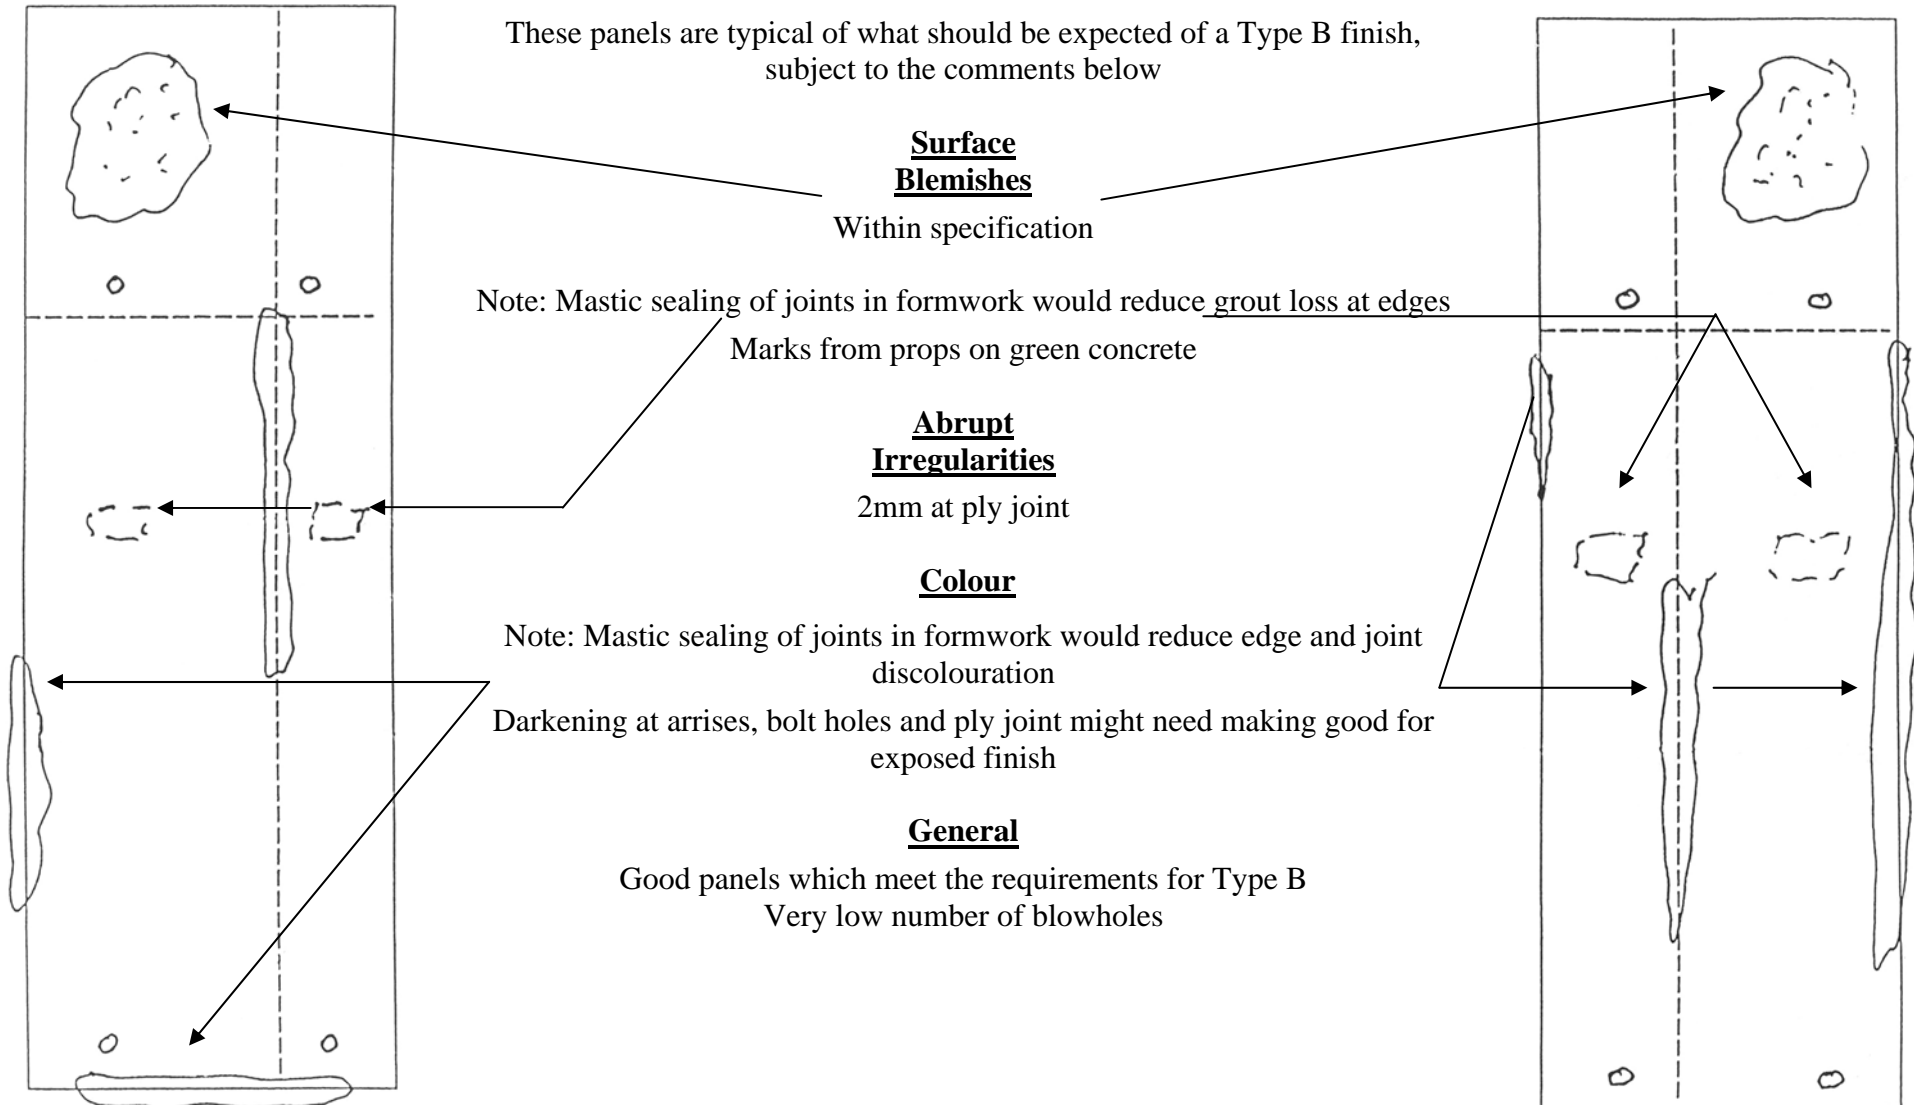 These panels are typical of what should be expected of a Type B finish,
subject to the comments below
Surface
Blemishes
Within specification
Note: Mastic sealing of joints in formwork would reduce grout loss at edges
Marks from props on green concrete
Abrupt
Irregularities
2mm at ply joint
Colour
Note: Mastic sealing of joints in formwork would reduce edge and joint
discolouration
Darkening at arrises, bolt holes and ply joint might need making good for
exposed finish
General
Good panels which meet the requirements for Type B
Very low number of blowholes